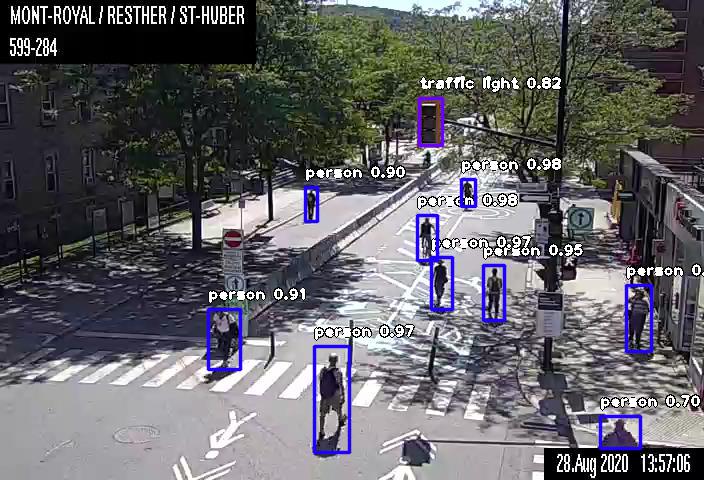 MONT-ROYAL / RESTHER / ST-HUBER
599-284
traffic light 0.82
person 0.90
person 0.98
person 0.98
person 0.97
person 0.95
person 0.
person 0.91
person 0.97
person 0.70
28.Aug 2020 13:57:06